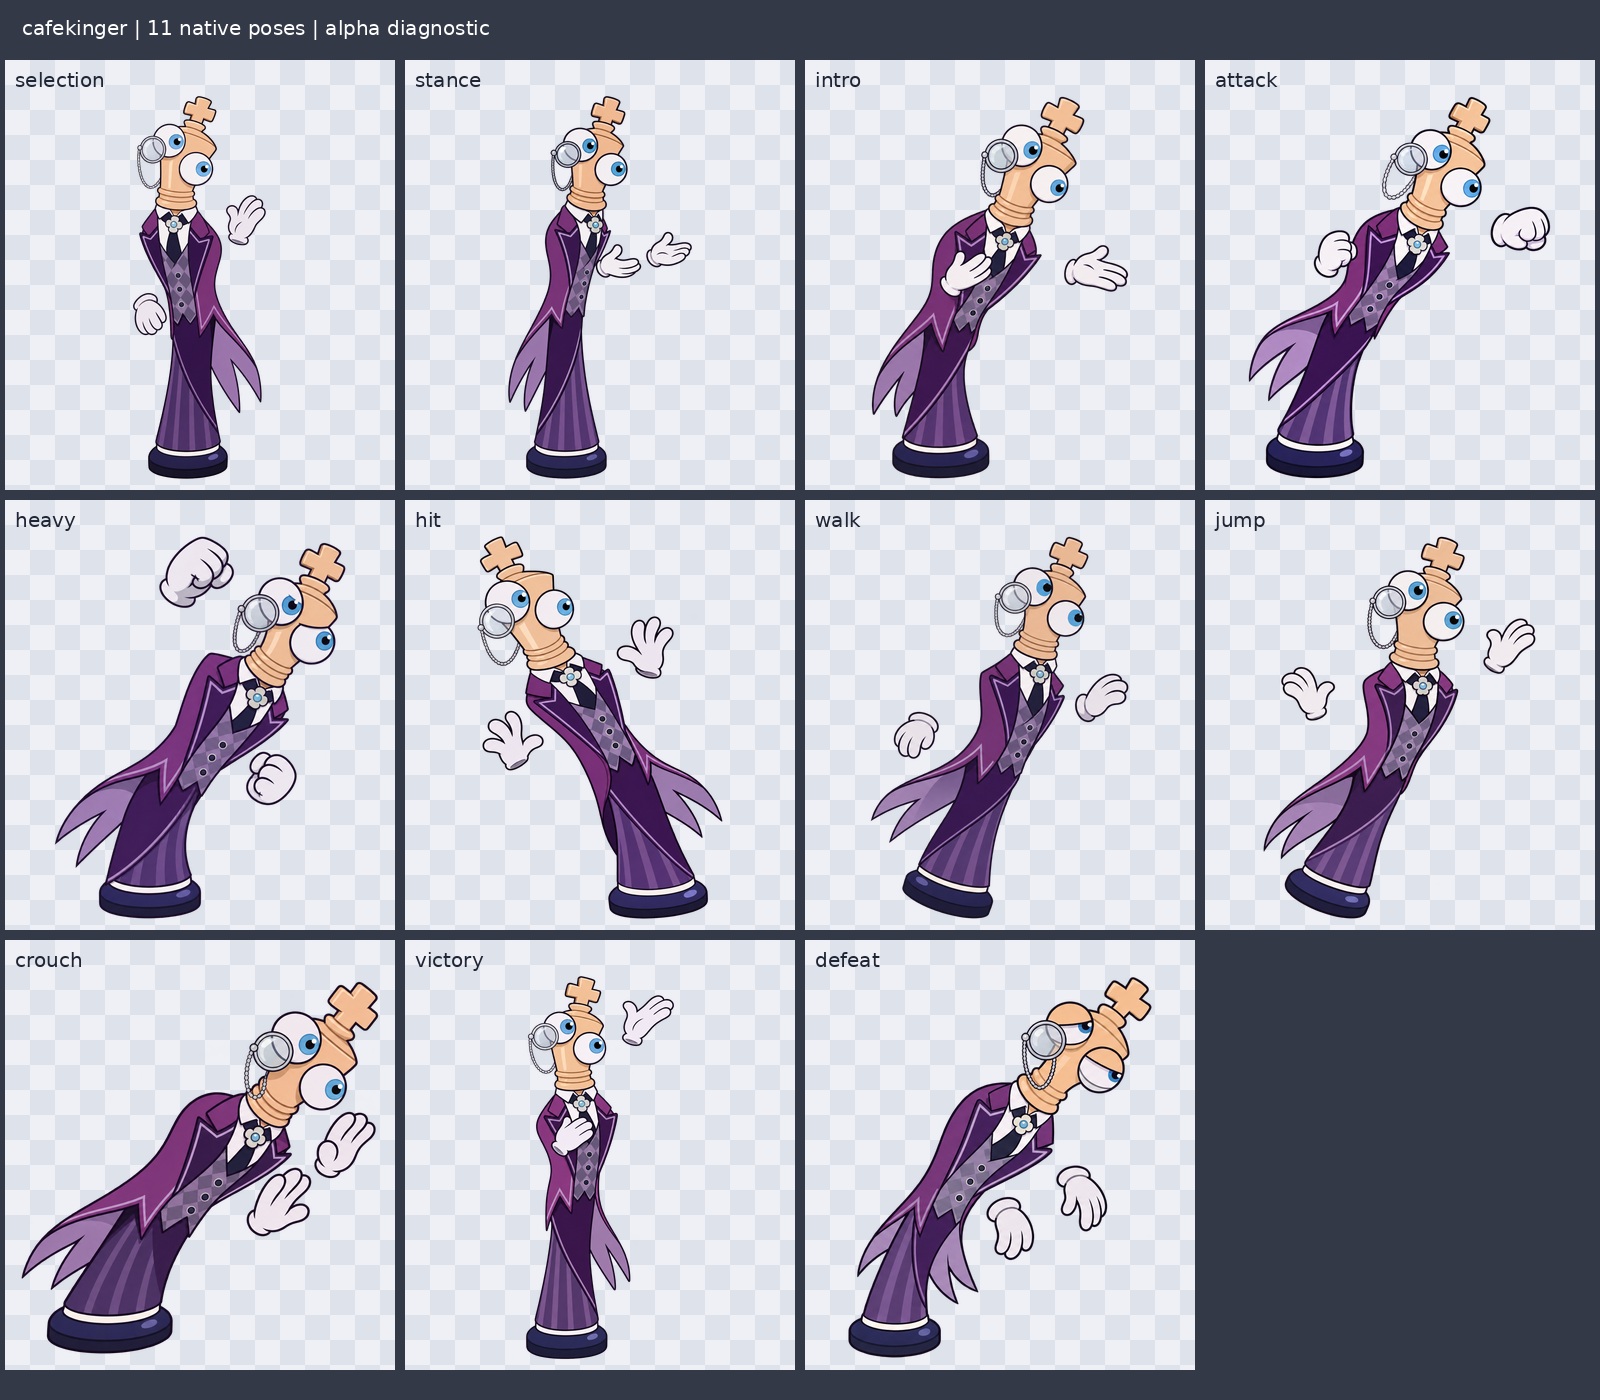 cafekinger | 11 native poses | alpha diagnostic
selection
stance
intro
attack
heavy
hit
walk
jump
crouch
victory
defeat